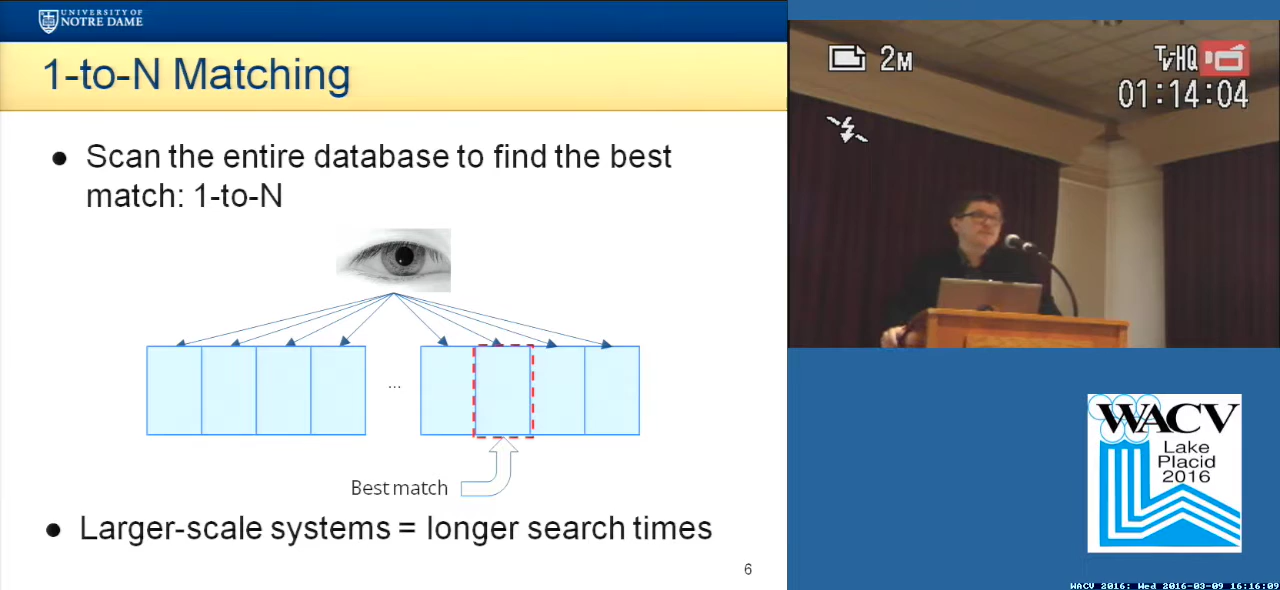 UNIVERSITY OF
NOTRE DAME
1-to-N Matching
● Scan the entire database to find the best
match: 1-to-N
...
Best match
● Larger-scale systems = longer search times
6
2M
Tv-HQ
01:14:04
WACV
Lake
Placid
2016
WACV 2016: Wed 2016-03-09 16:16:09